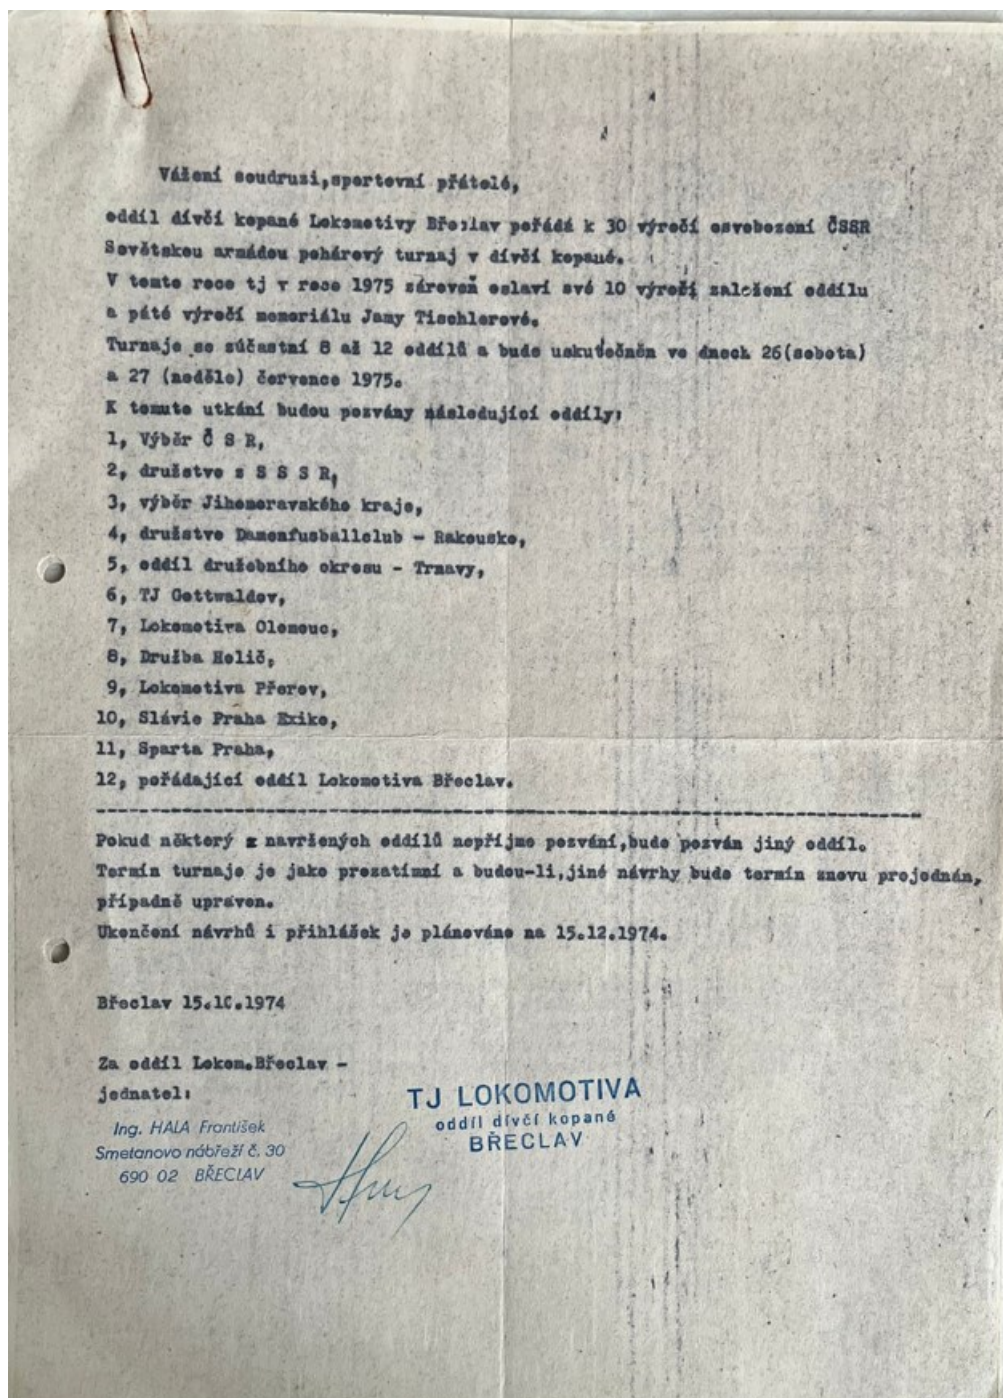 Vážení soudruzi,sportovní přátelé,
oddíl dívčí kopané Lokomotivy Břeclav pořádá k 30 výročí osvobození ČSSR
Sovětskou armádou pohárový turnaj v dívčí kopané.
V tomto roce tj v roce 1975 zároveň oslaví své 10 výročí založení oddílu
a páté výročí memoriálu Jany Tischlerové.
Turnaje se súčastní 8 až 12 oddílů a bude uskutečněn ve dnech 26(sobota)
a 27 (neděle) července 1975.
K tomuto utkání budou pozvány následující oddíly:
1, Výběr Č S R,
2, družstvo z S S S R,
3, výběr Jihomoravského kraje,
4, družstvo Damenfusballclub - Rakousko,
5, oddíl družebního okresu - Trnavy,
6, TJ Gottwaldov,
7, Lokomotiva Olomouc,
8, Družba Holič,
9, Lokomotiva Přerov,
10, Slávie Praha Exiko,
11, Sparta Praha,
12, pořádající oddíl Lokomotiva Břeclav.
Pokud některý z navržených oddílů nepříjme pozvání,bude pozván jiný oddíl.
Termín turnaje je jako prozatímní a budou-li,jiné návrhy bude termín znovu projednán,
případně upraven.
Ukončení návrhů i přihlášek je plánováno na 15.12.1974.
Břeclav 15.10.1974
Za oddíl Lokom.Břeclav -
jednatel:
TJ LOKOMOTIVA
oddíl dívčí kopané
BŘECLAV
Ing. HALA František
Smetanovo nábřeží č. 30
690 02 BŘECLAV